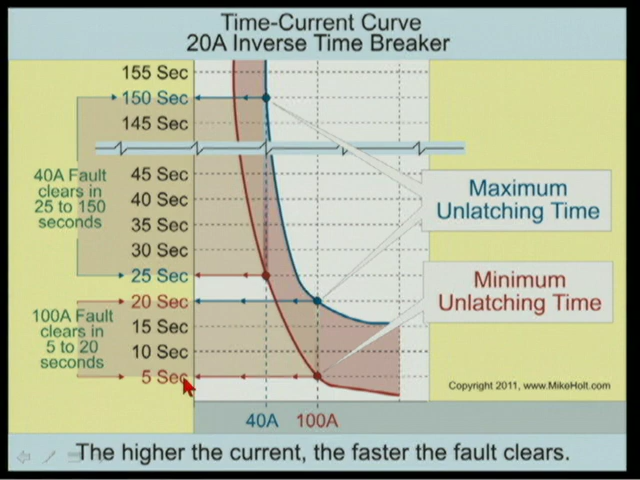 Time-Current Curve
20A Inverse Time Breaker
155 Sec
150 Sec
145 Sec
45 Sec
40 Sec
35 Sec
30 Sec
25 Sec
20 Sec
15 Sec
10 Sec
5 Sec
40A Fault
clears in
25 to 150
seconds
100A Fault
clears in
5 to 20
seconds
Maximum
Unlatching Time
Minimum
Unlatching Time
Copyright 2011, www.MikeHolt.com
40A 100A
The higher the current, the faster the fault clears.